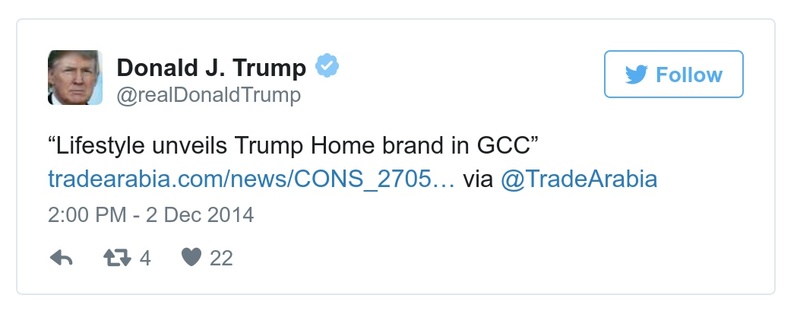 Donald J. Trump
@realDonaldTrump
Follow
“Lifestyle unveils Trump Home brand in GCC”
tradearabia.com/news/CONS_2705… via @TradeArabia
2:00 PM - 2 Dec 2014
4 22